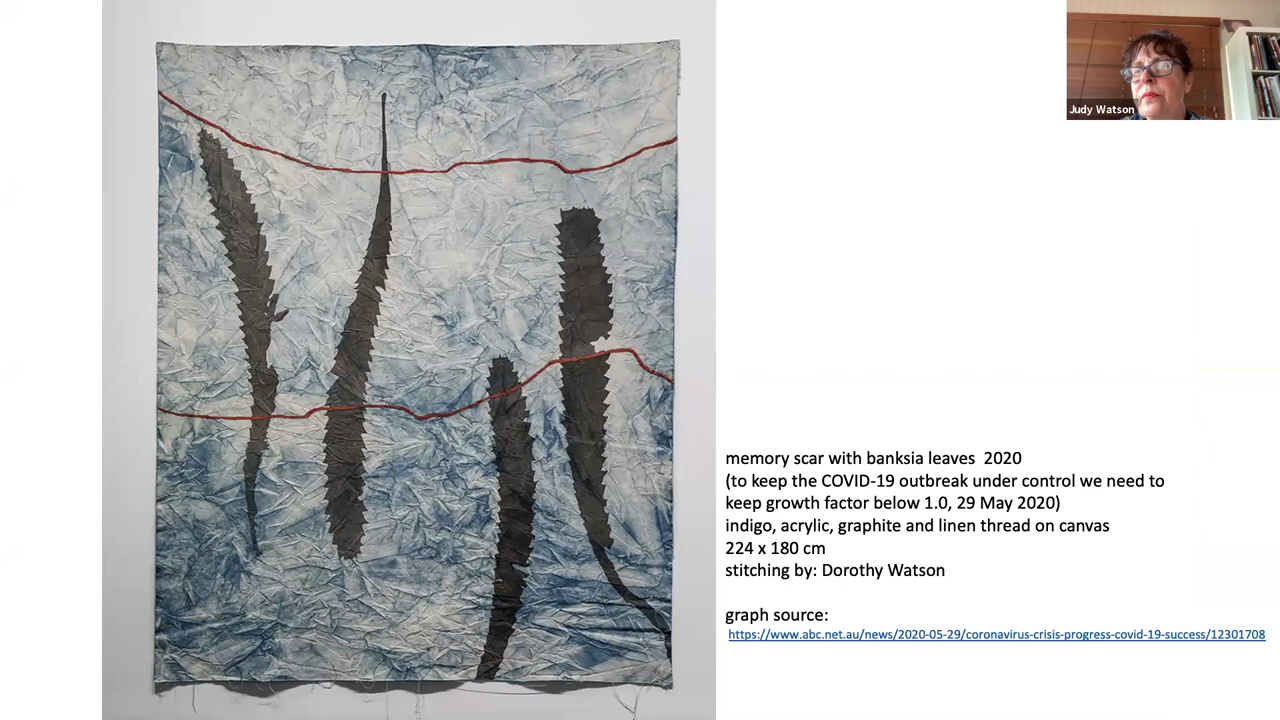 Judy Watson
memory scar with banksia leaves  2020
(to keep the COVID-19 outbreak under control we need to
keep growth factor below 1.0, 29 May 2020)
indigo, acrylic, graphite and linen thread on canvas
224 x 180 cm
stitching by: Dorothy Watson
graph source:
https://www.abc.net.au/news/2020-05-29/coronavirus-crisis-progress-covid-19-success/12301708